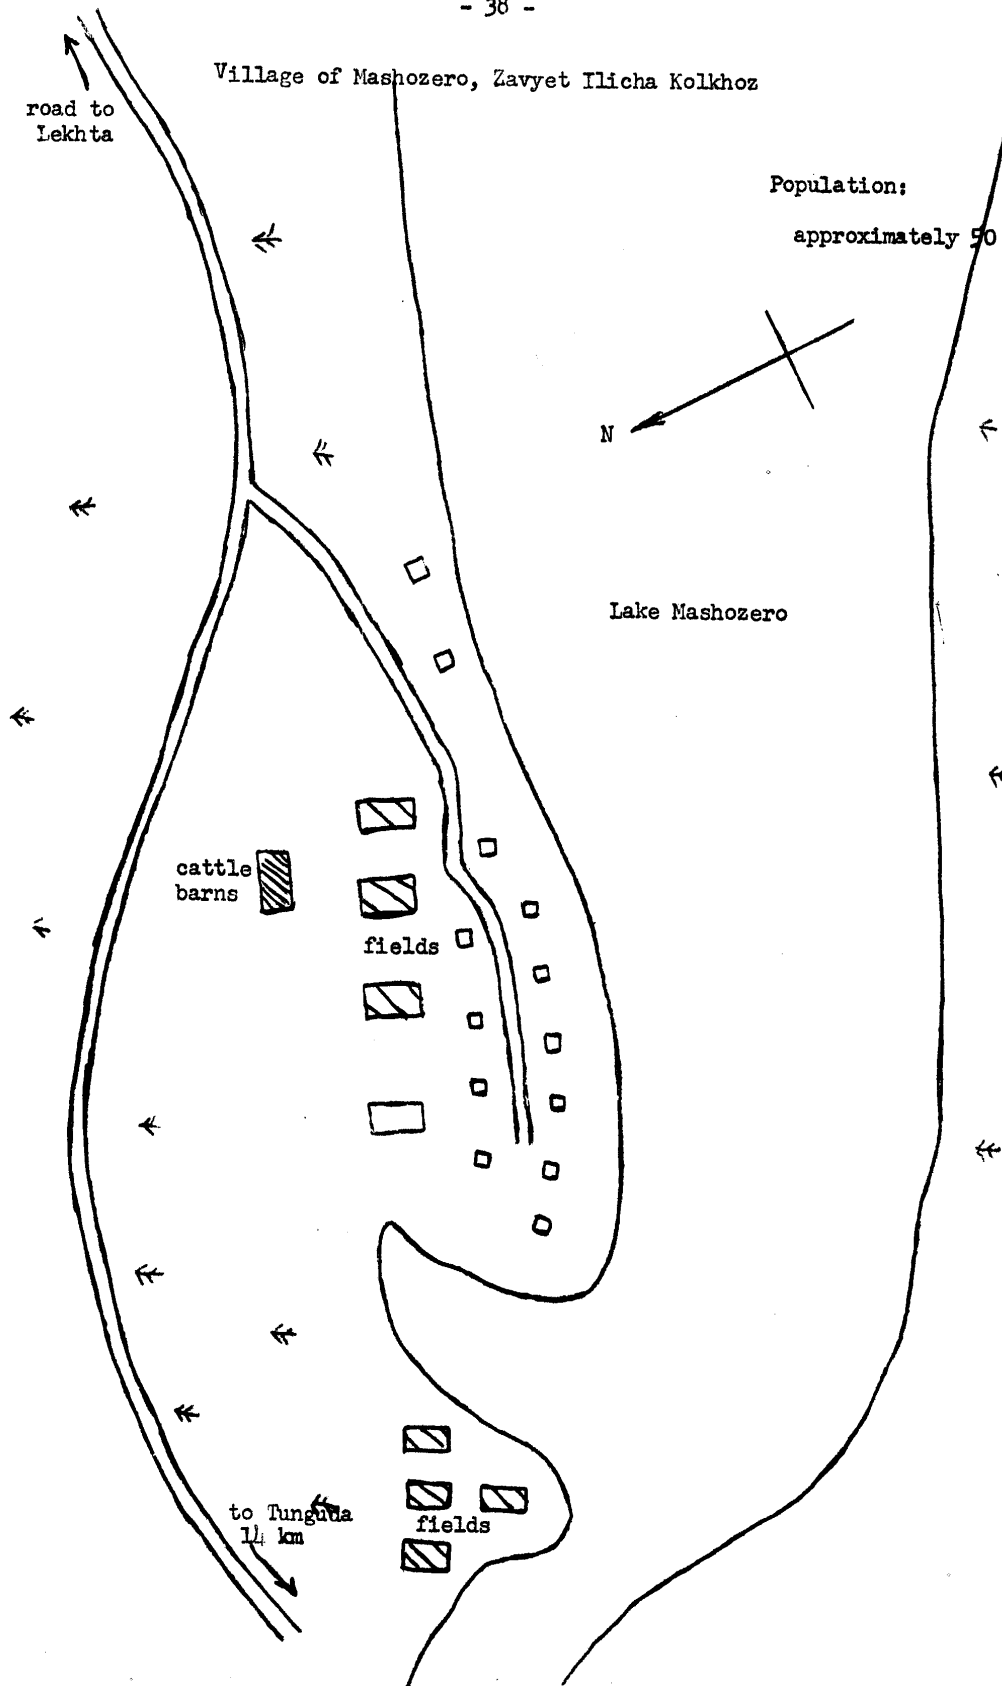 - 38 -
Village of Mashozero, Zavyet Ilicha Kolkhoz
road to
Lekhta
Population:
approximately 50
N
Lake Mashozero
cattle
barns
fields
to Tunguda
14 km
fields